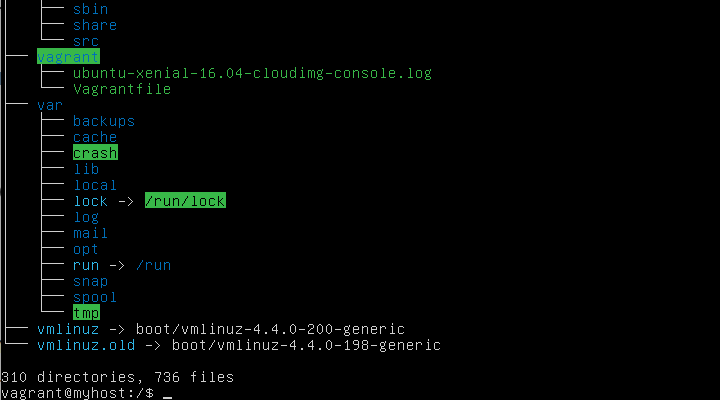 │   ├── sbin
│   ├── share
│   └── src
├── vagrant
│   ├── ubuntu-xenial-16.04-cloudimg-console.log
│   └── Vagrantfile
├── var
│   ├── backups
│   ├── cache
│   ├── crash
│   ├── lib
│   ├── local
│   ├── lock -> /run/lock
│   ├── log
│   ├── mail
│   ├── opt
│   ├── run -> /run
│   ├── snap
│   ├── spool
│   └── tmp
├── vmlinuz -> boot/vmlinuz-4.4.0-200-generic
└── vmlinuz.old -> boot/vmlinuz-4.4.0-198-generic
310 directories, 736 files
vagrant@myhost:/$ _